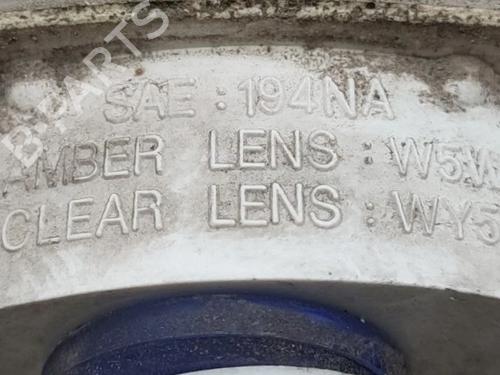 B-PARTS
SAE : 194NA
AMBER LENS : W5W
CLEAR LENS : WY5